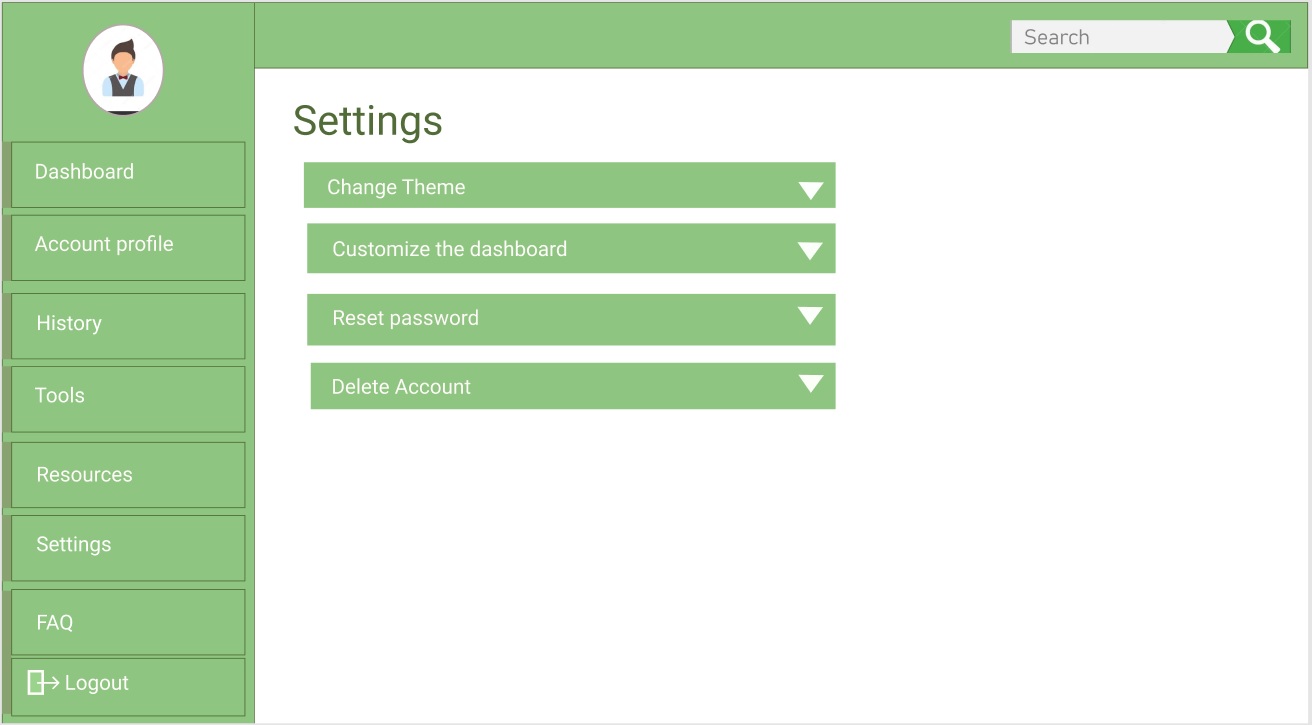 Search
Dashboard
Account profile
History
Tools
Resources
Settings
FAQ
Logout
Settings
Change Theme
Customize the dashboard
Reset password
Delete Account